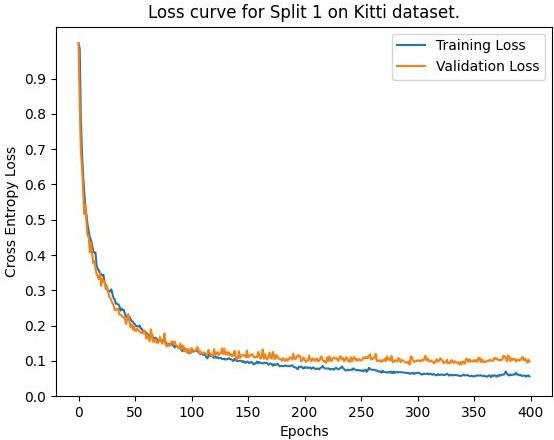 Loss curve for Split 1 on Kitti dataset.
Training Loss
Validation Loss
0.9
0.8
0.7
0.6
0.5
0.4
0.3
0.2
0.1
0.0
Cross Entropy Loss
0 50 100 150 200 250 300 350 400
Epochs